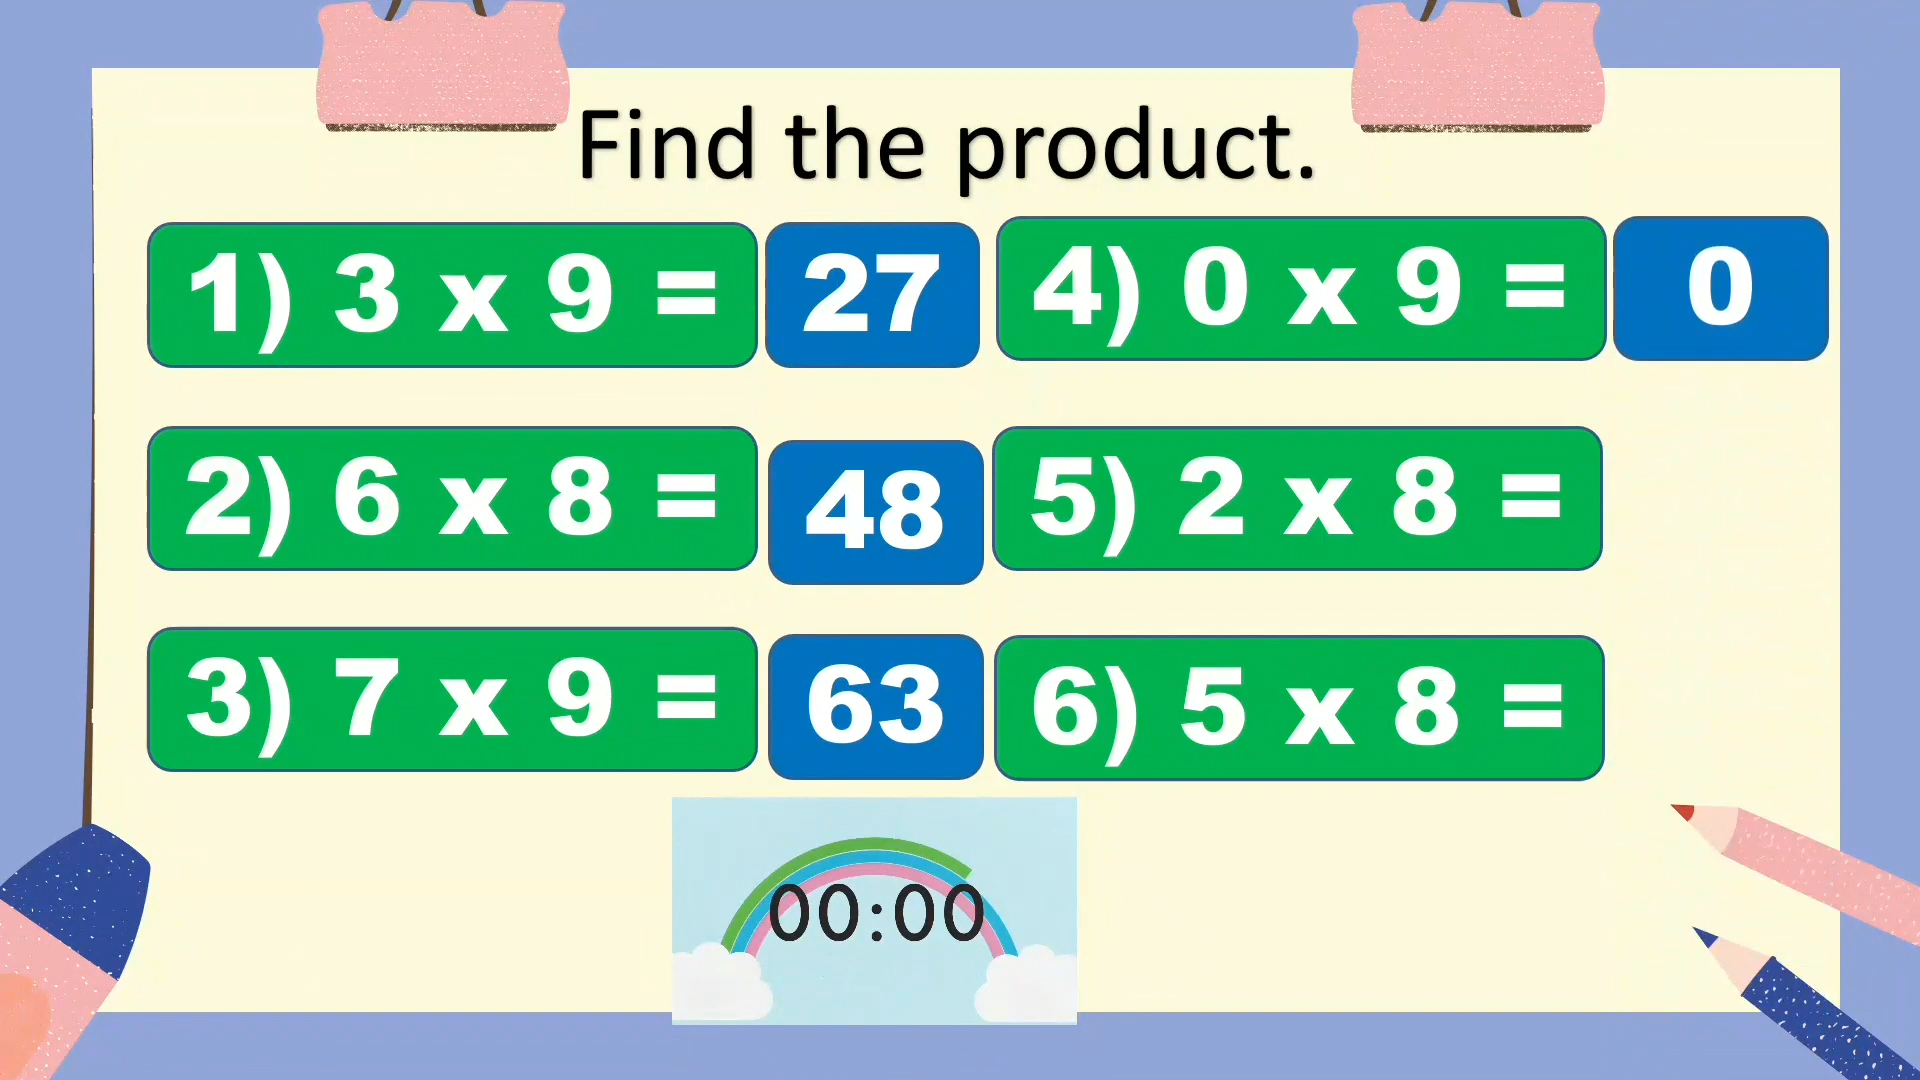 Find the product.
1) 3 x 9 = 27
2) 6 x 8 = 48
3) 7 x 9 = 63
4) 0 x 9 = 0
5) 2 x 8 =
6) 5 x 8 =
00:00